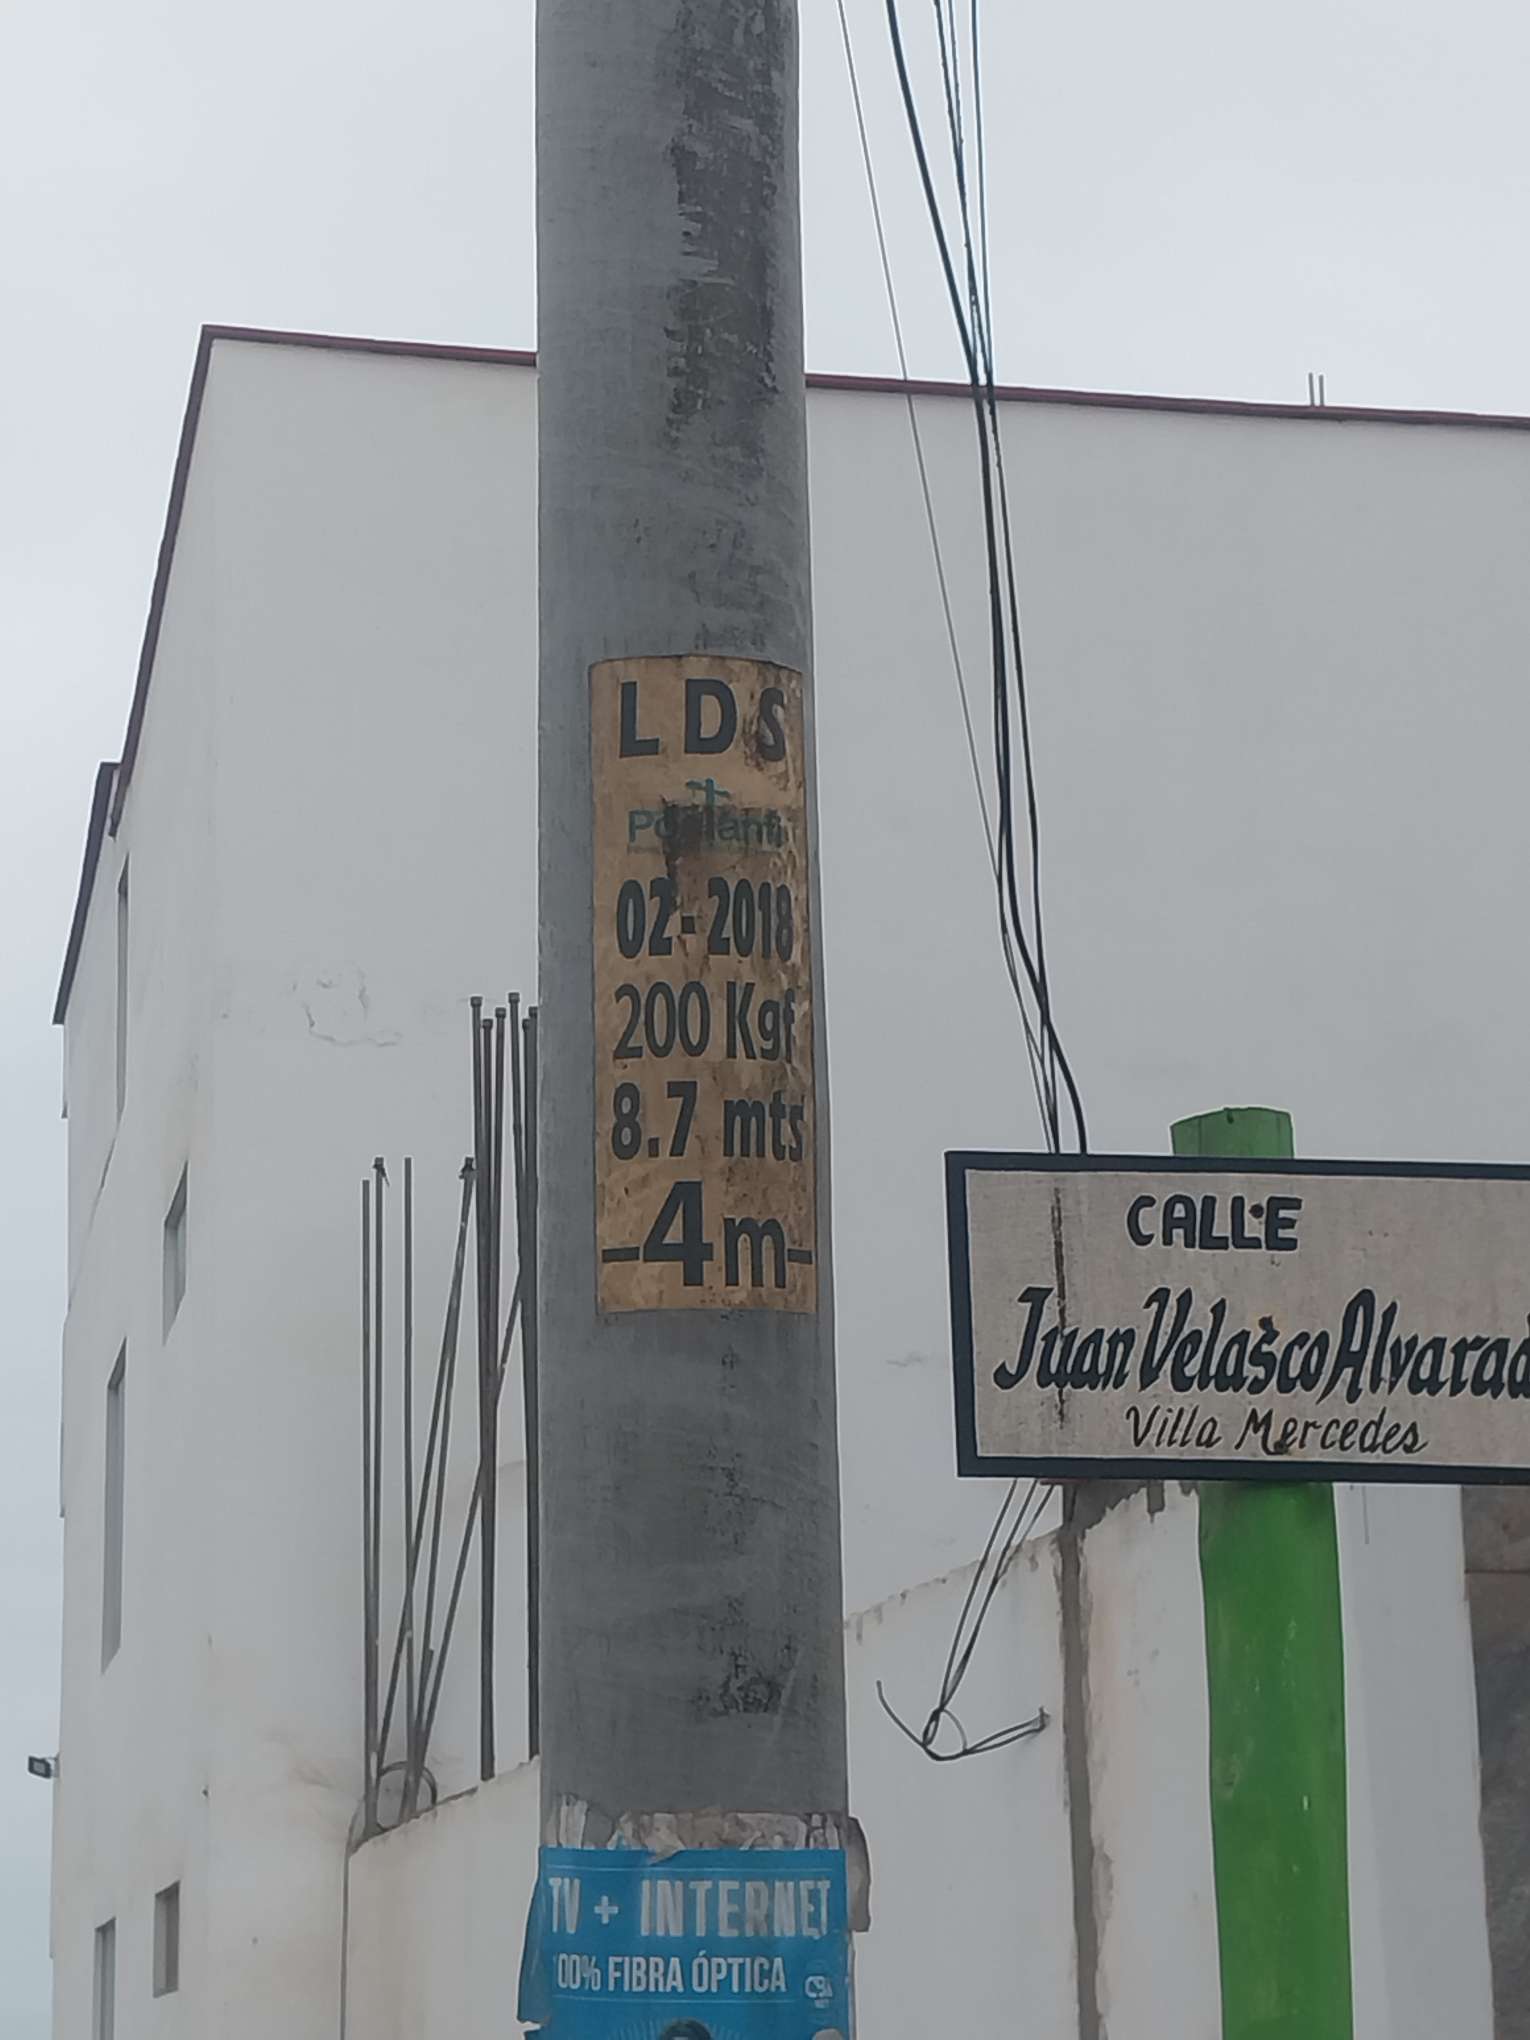 LDS
02-2018
200 Kgf
8.7 mts
-4m-
CALLE
Juan Velasco Alvarad
Villa Mercedes
TV + INTERNET
00% FIBRA ÓPTICA